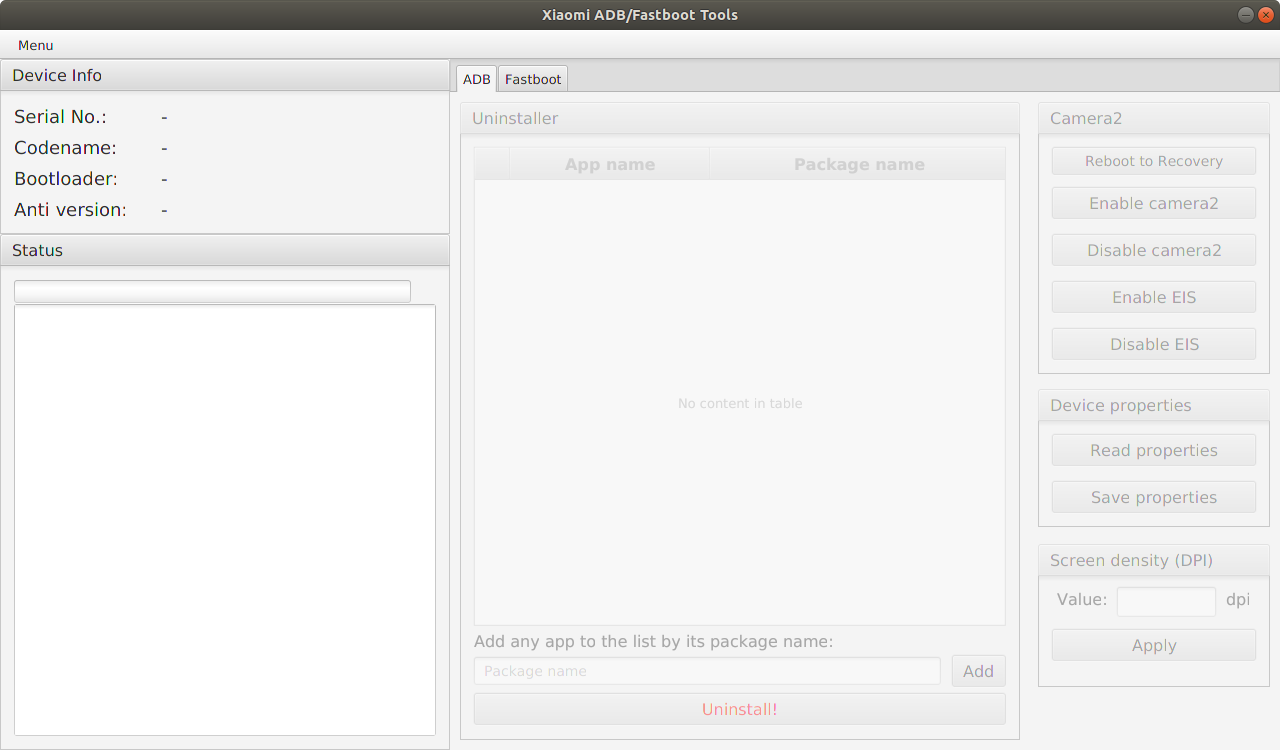 Xiaomi ADB/Fastboot Tools
Menu
Device Info
Serial No.: -
Codename: -
Bootloader: -
Anti version: -
Status
ADB Fastboot
Uninstaller
App name Package name
No content in table
Add any app to the list by its package name:
Package name Add
Uninstall!
Camera2
Reboot to Recovery
Enable camera2
Disable camera2
Enable EIS
Disable EIS
Device properties
Read properties
Save properties
Screen density (DPI)
Value: dpi
Apply